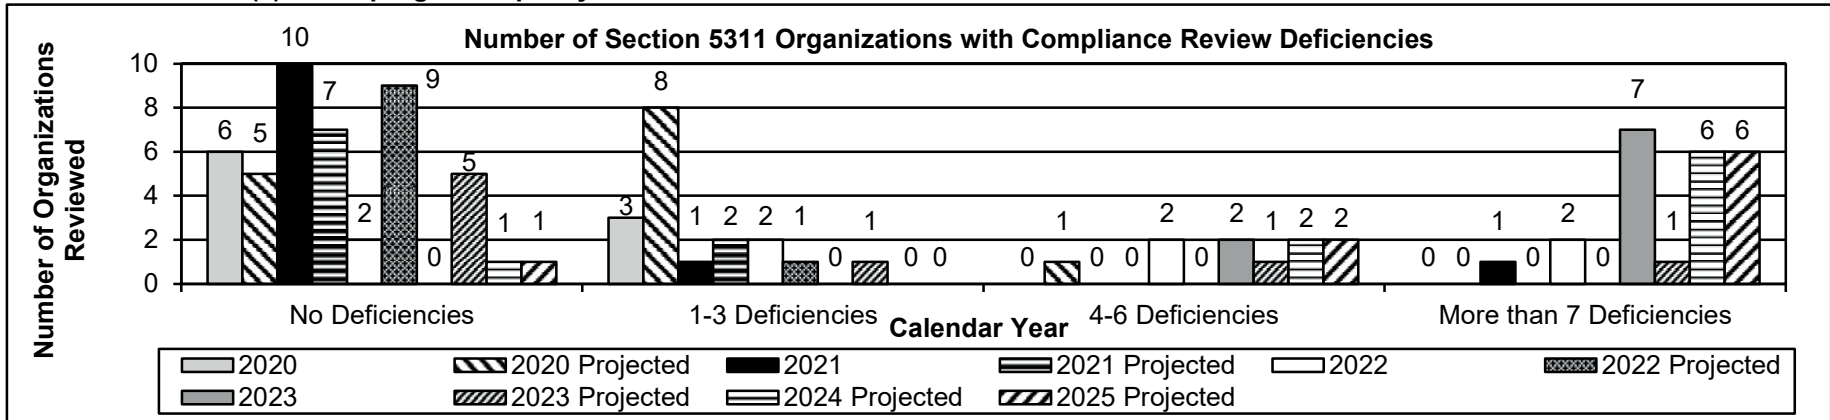 Number of Section 5311 Organizations with Compliance Review Deficiencies
Number of Organizations
Reviewed
10
8
6
4
2
0
6 5 10 7 2 9 0 5 1 1
3 8 1 2 2 1 0 1 0 0
0 1 0 0 2 0 2 1 2 2
0 0 1 0 2 0 7 1 6 6
No Deficiencies 1-3 Deficiencies 4-6 Deficiencies More than 7 Deficiencies
Calendar Year
2020 2020 Projected 2021 2021 Projected 2022 2022 Projected
2023 2023 Projected 2024 Projected 2025 Projected